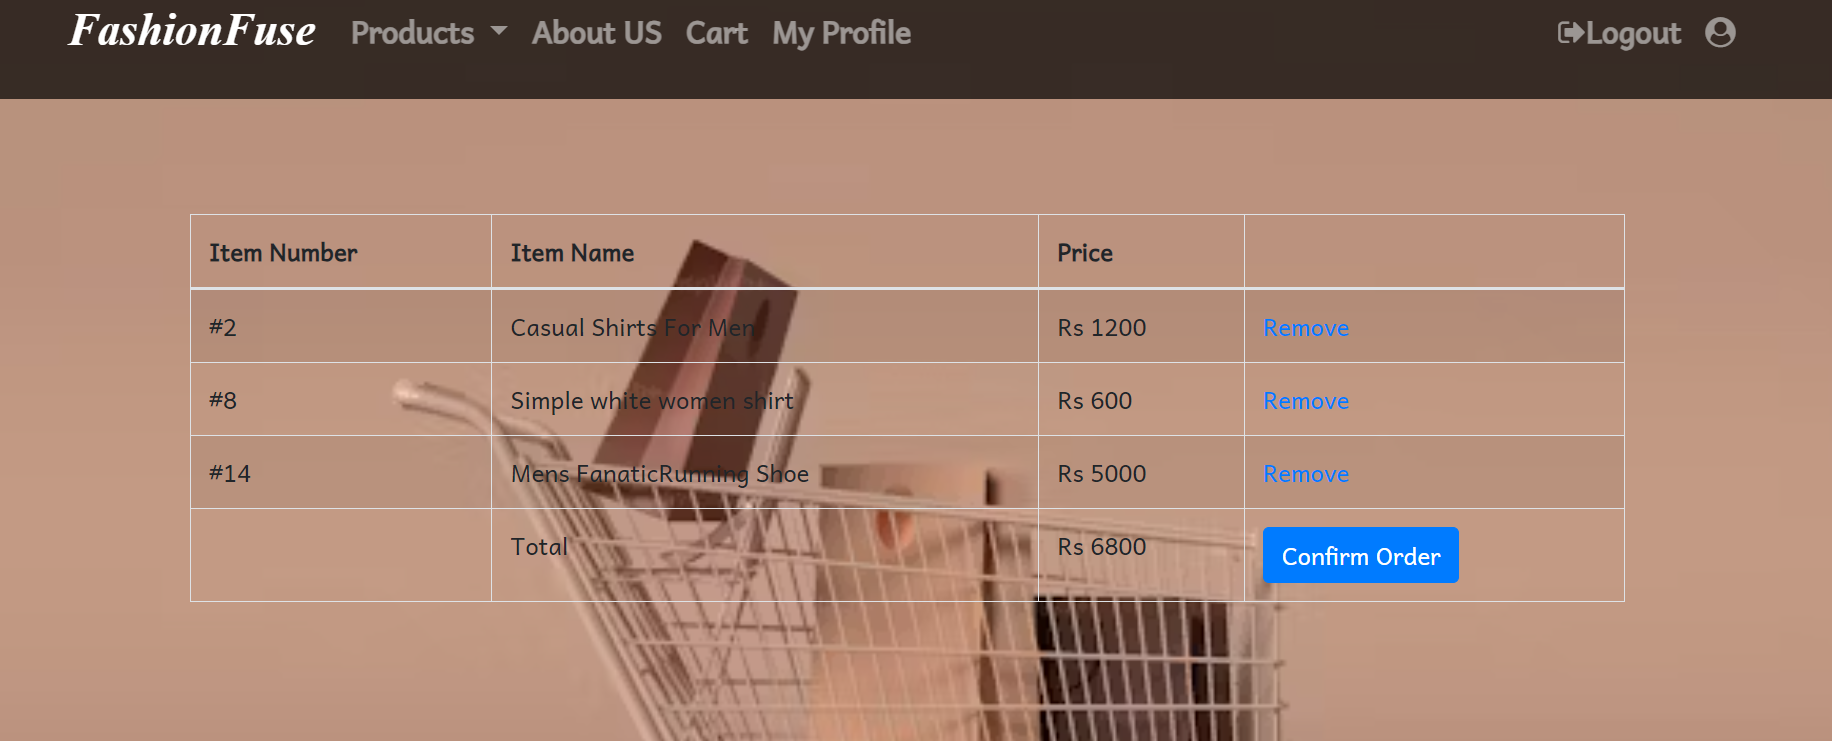 FashionFuse Products About US Cart My Profile Logout
Item Number Item Name Price
#2 Casual Shirts For Men Rs 1200 Remove
#8 Simple white women shirt Rs 600 Remove
#14 Mens FanaticRunning Shoe Rs 5000 Remove
Total Rs 6800 Confirm Order